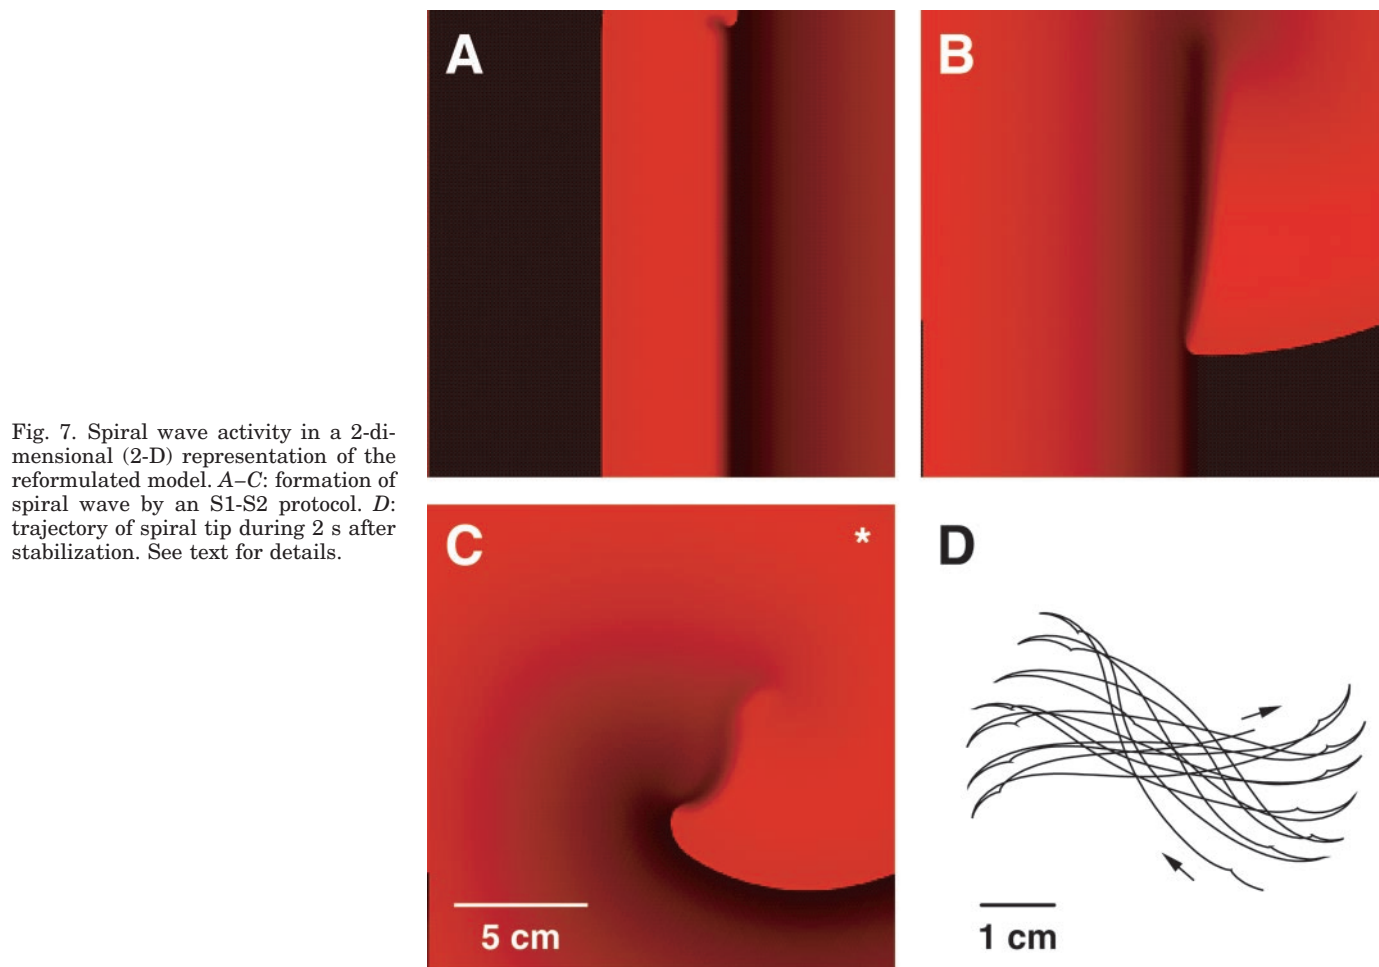 Fig. 7. Spiral wave activity in a 2-di-
mensional (2-D) representation of the
reformulated model. A–C: formation of
spiral wave by an S1-S2 protocol. D:
trajectory of spiral tip during 2 s after
stabilization. See text for details.
A
B
C
*
D
5 cm
1 cm